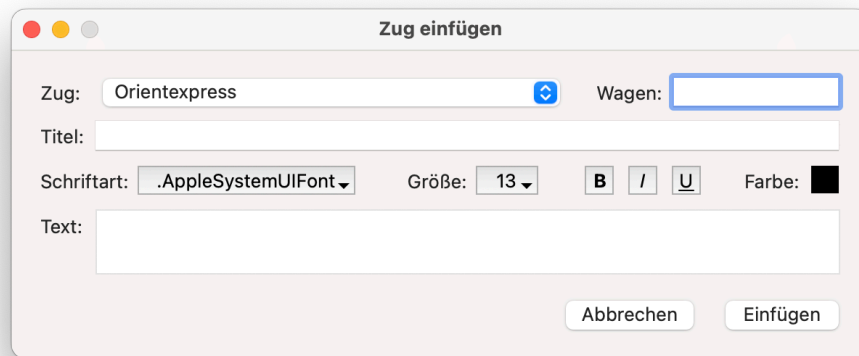 Zug einfügen
Zug: Orientexpress Wagen:
Titel:
Schriftart: .AppleSystemUIFont Größe: 13 B I U Farbe:
Text:
Abbrechen Einfügen